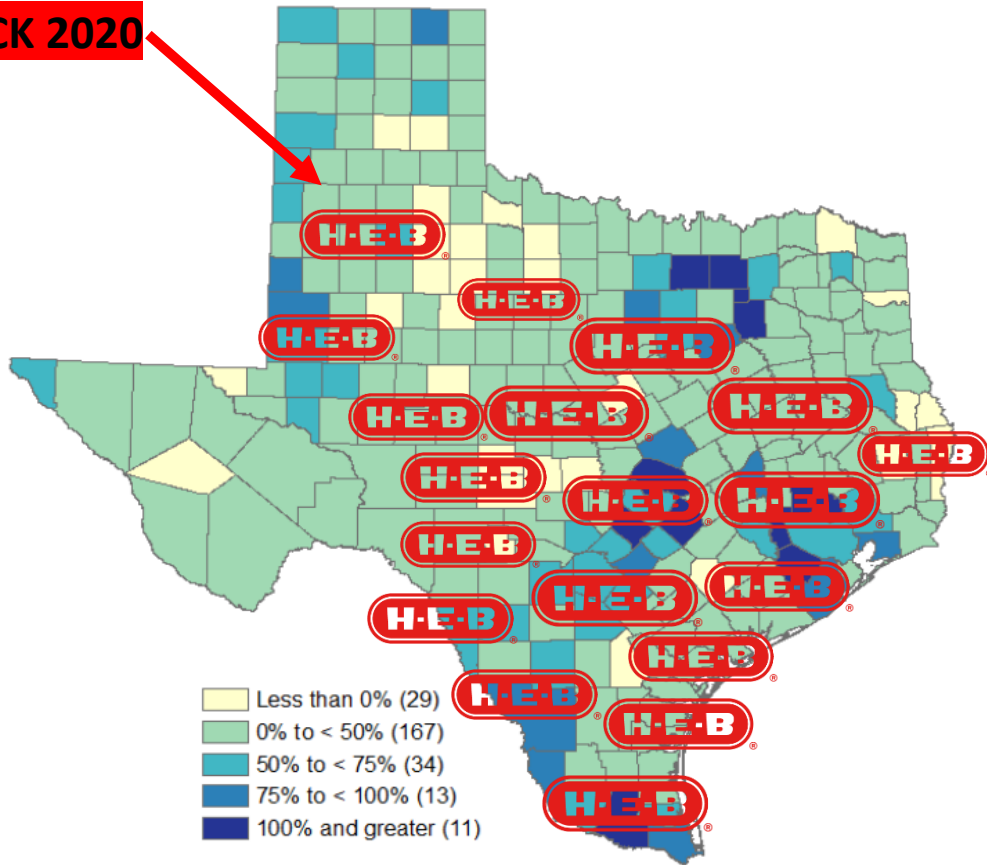 CK 2020
H-E-B ®
H-E-B ®
H-E-B ®
H-E-B ®
H-E-B ®
H-E-B ®
H-E-B ®
H-E-B
H-E-B ®
H-E-B ®
H-E-B ®
H-E-B ®
H-E-B ®
H-E-B ®
H-E-B ®
H-E-B ®
H-E-B ®
H-E-B ®
H-E-B ®
Less than 0% (29)
0% to < 50% (167)
50% to < 75% (34)
75% to < 100% (13)
100% and greater (11)